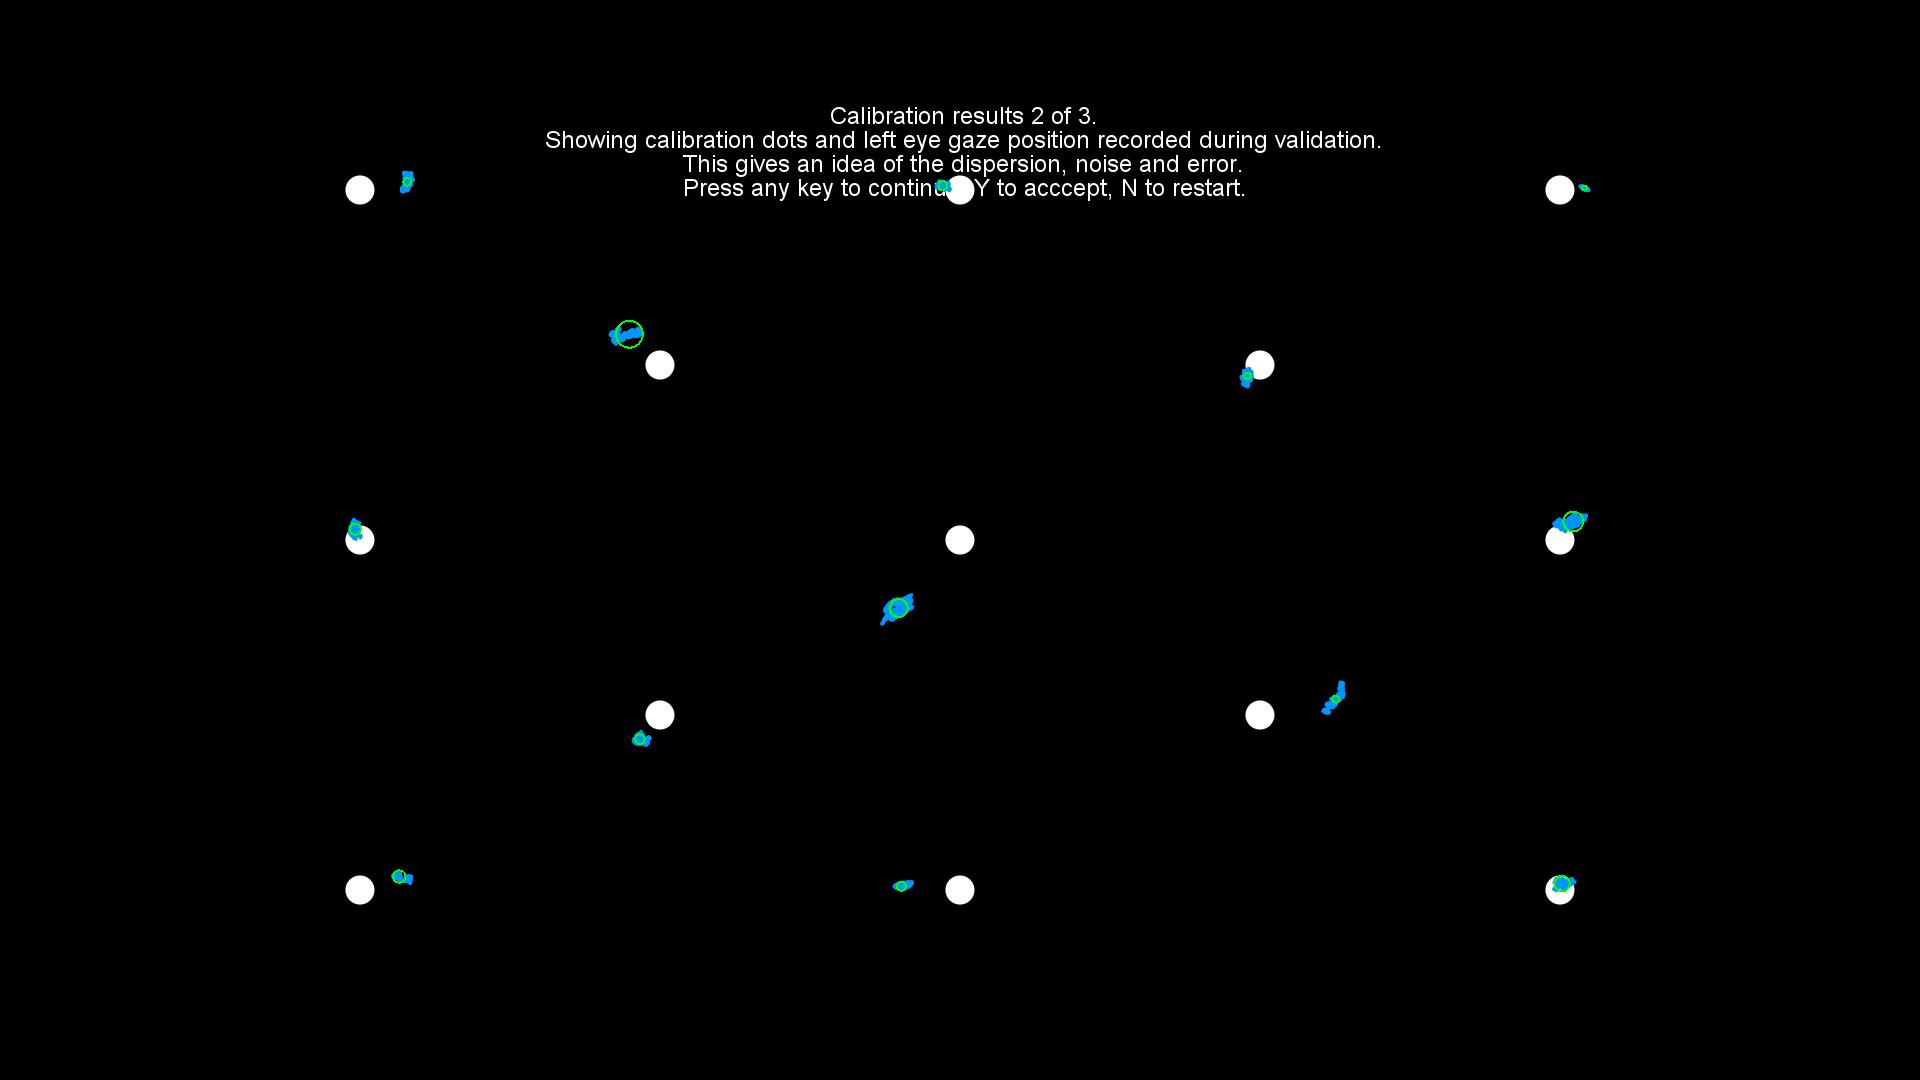 Calibration results 2 of 3.
Showing calibration dots and left eye gaze position recorded during validation.
This gives an idea of the dispersion, noise and error.
Press any key to continu Y to acccept, N to restart.